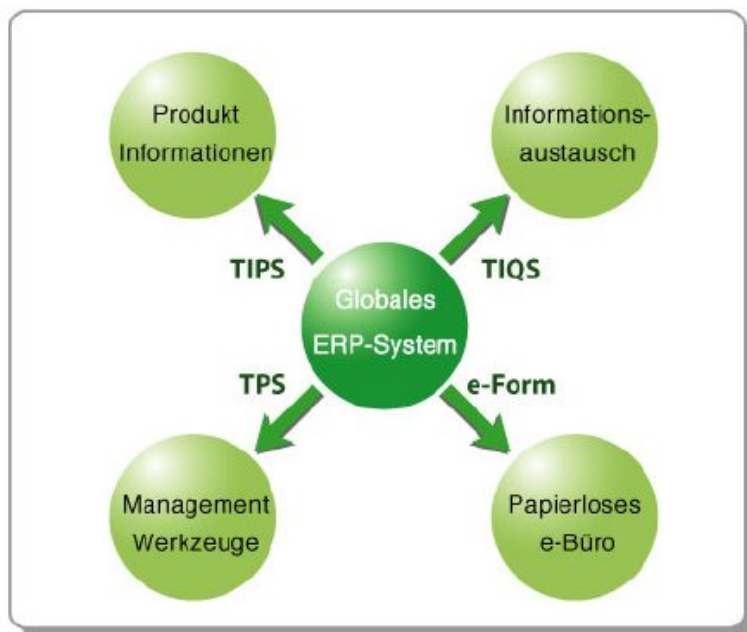 Produkt
Informationen
Informations-
austausch
TIPS
TIQS
Globales
ERP-System
TPS
e-Form
Management
Werkzeuge
Papierloses
e-Büro